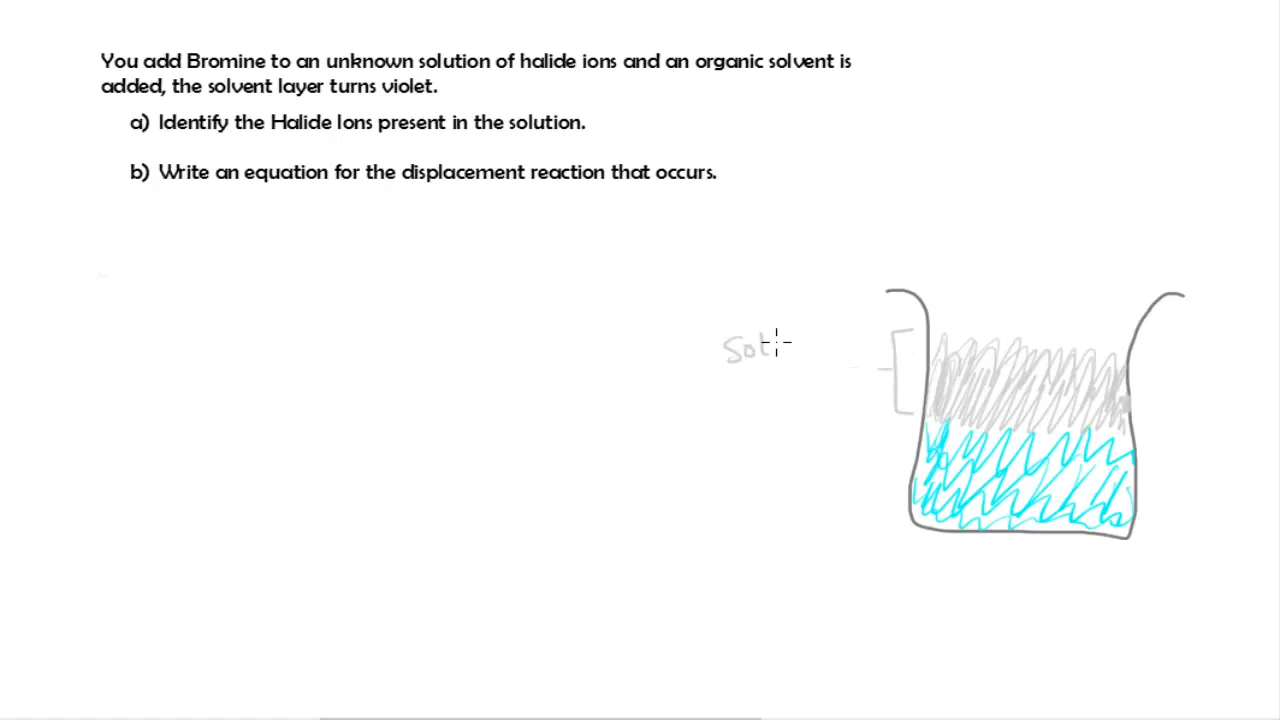 You add Bromine to an unknown solution of halide ions and an organic solvent is
added, the solvent layer turns violet.
a) Identify the Halide Ions present in the solution.
b) Write an equation for the displacement reaction that occurs.
Sol